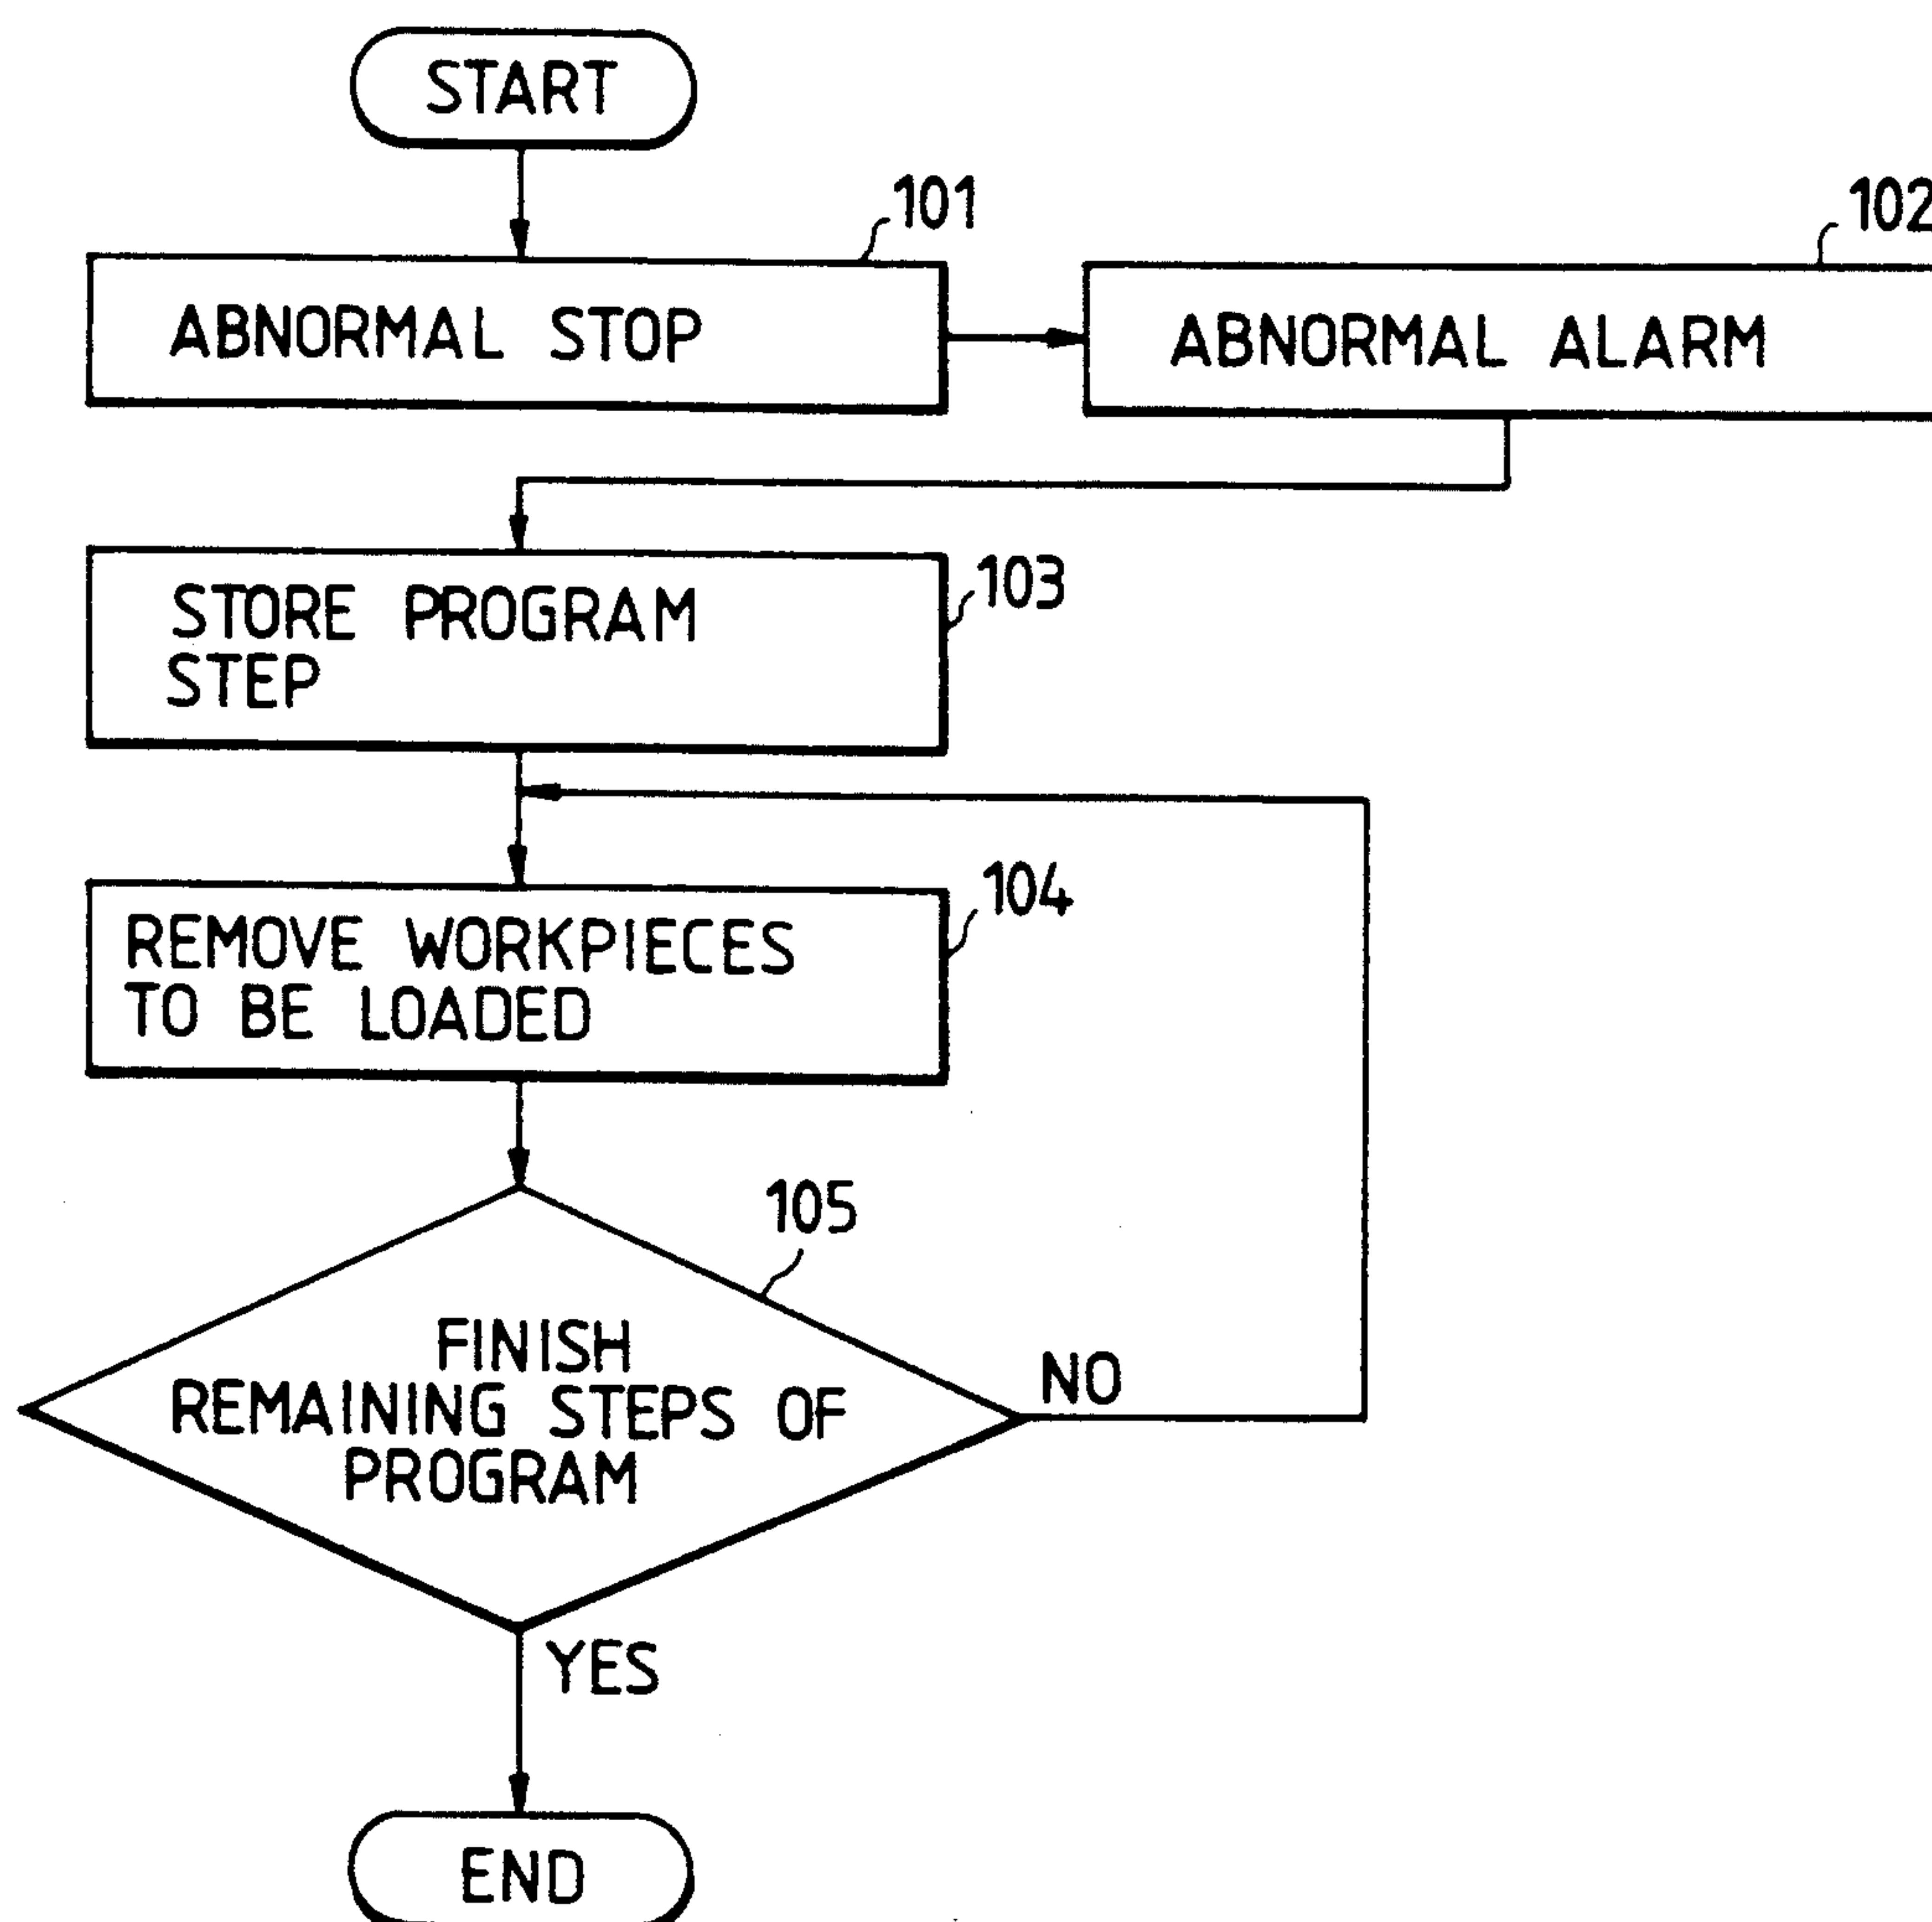 START
101
ABNORMAL STOP
102
ABNORMAL ALARM
STORE PROGRAM
STEP
103
104
REMOVE WORKPIECES
TO BE LOADED
105
FINISH
REMAINING STEPS OF
PROGRAM
NO
YES
END